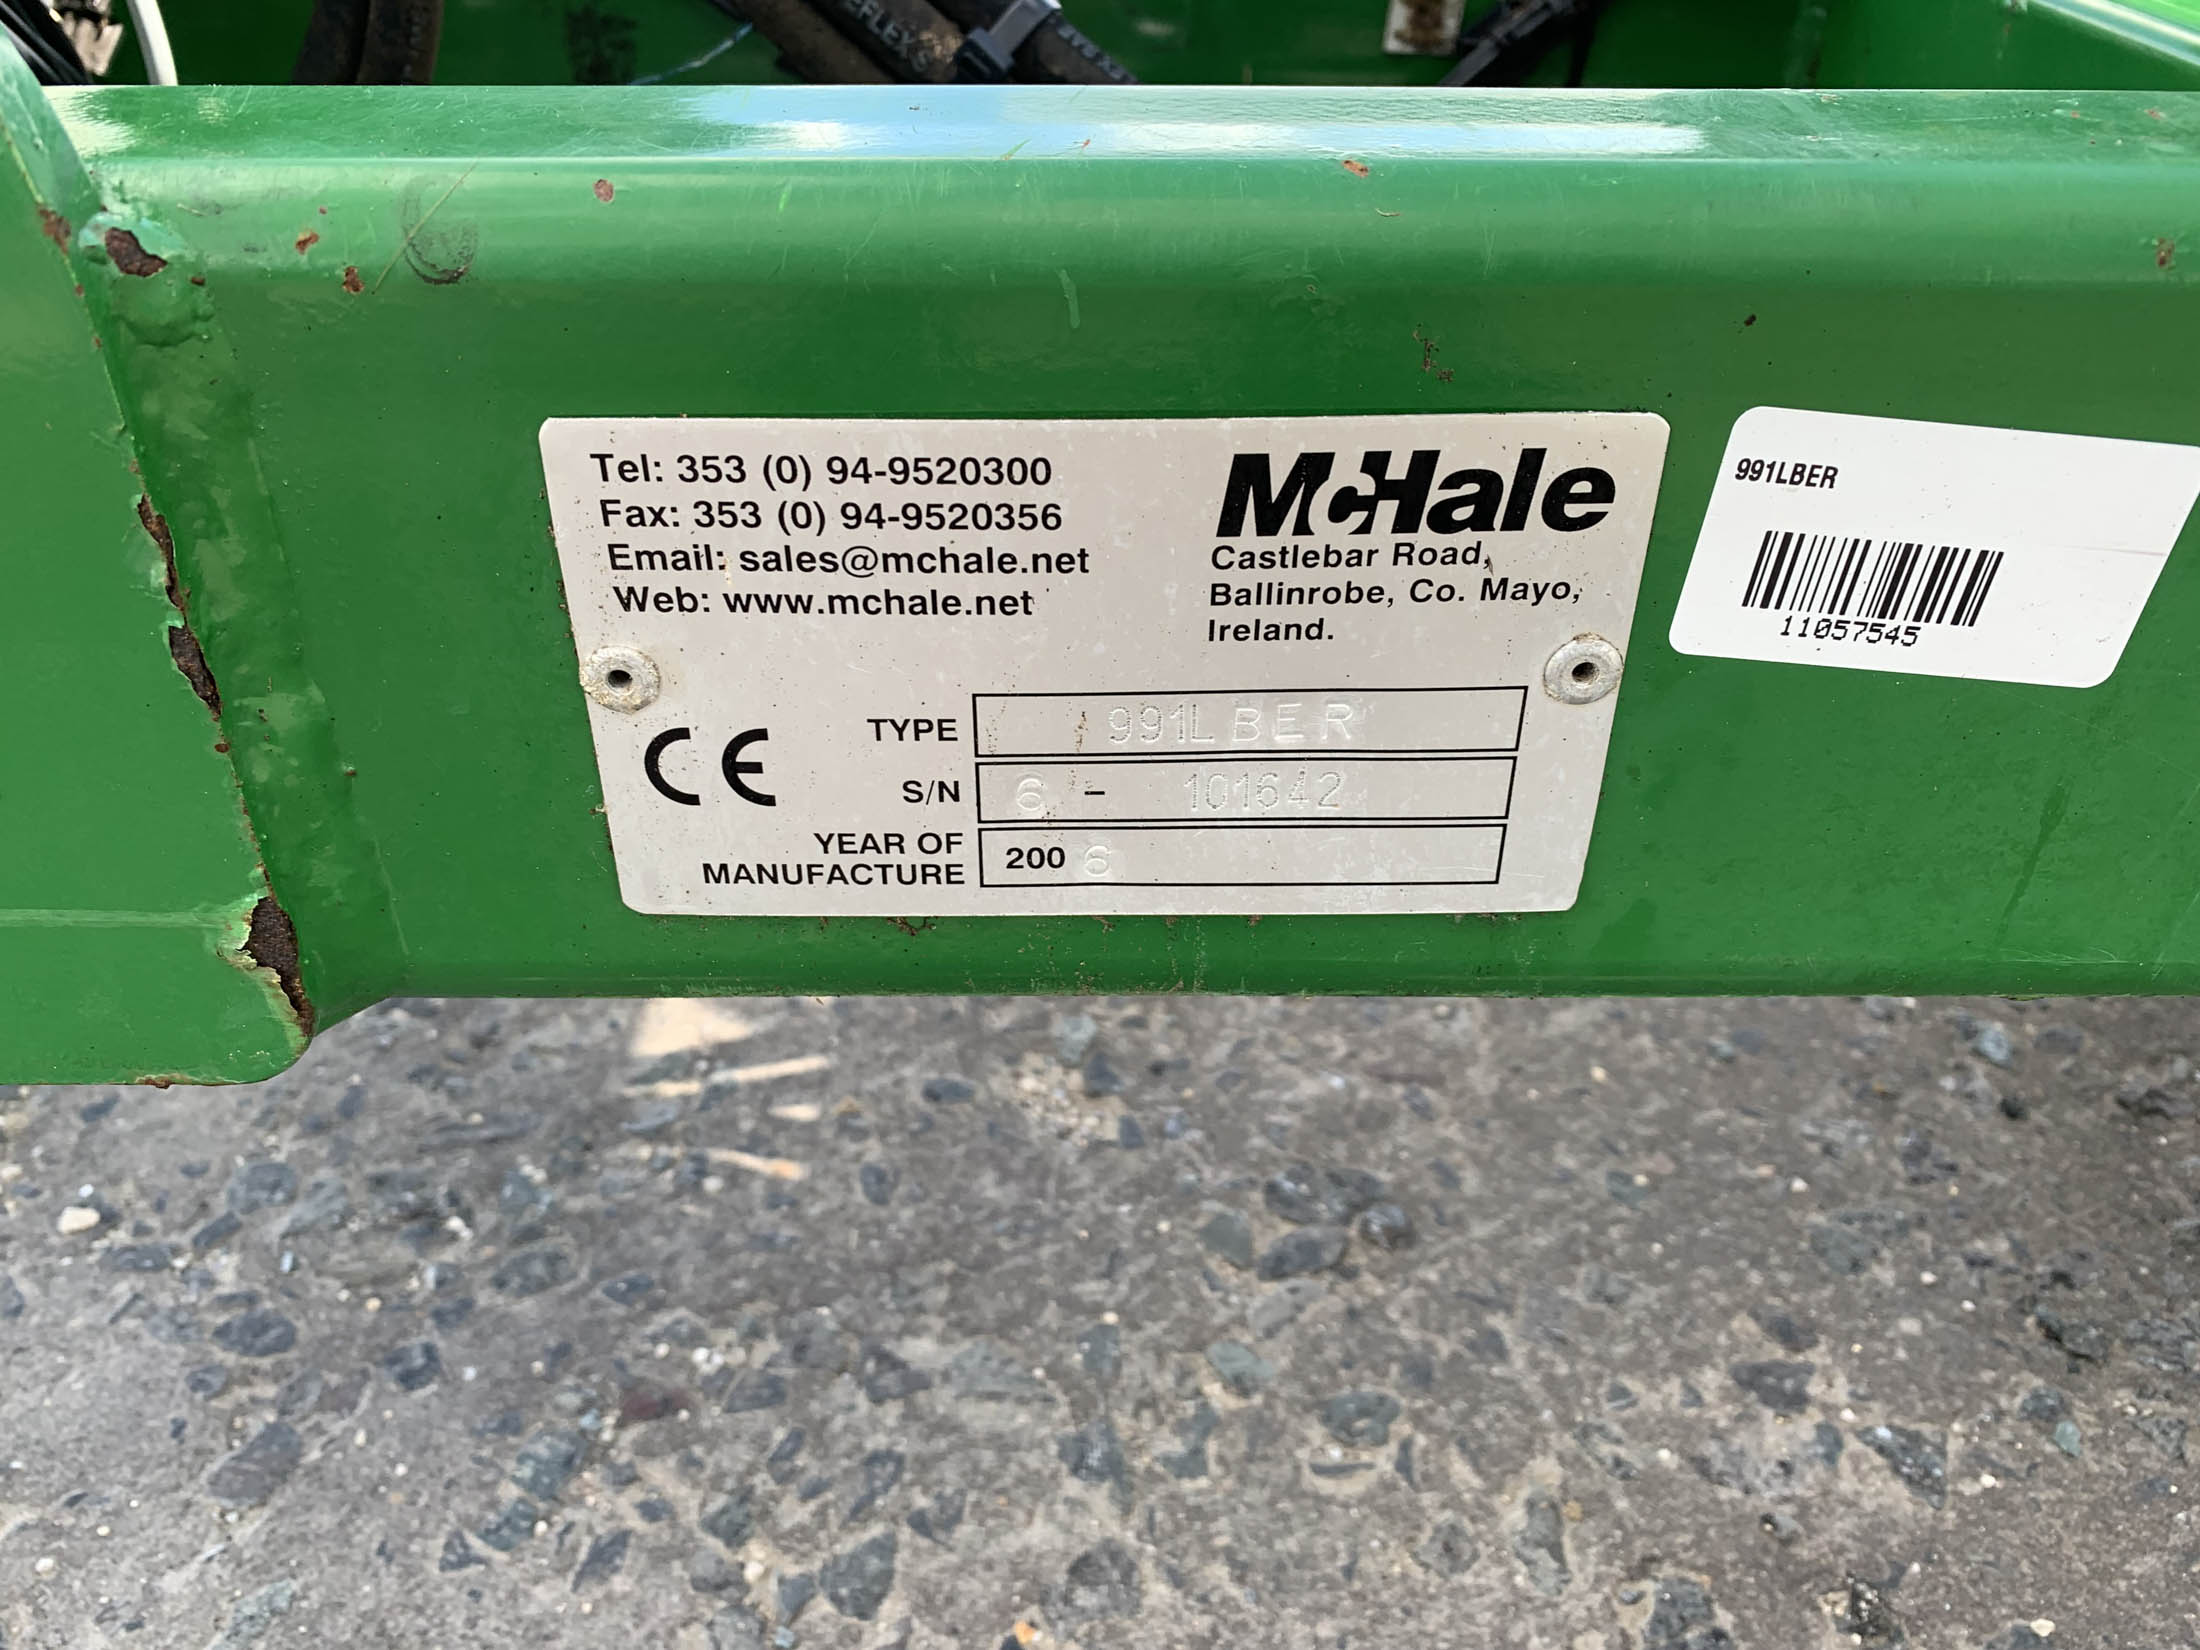 Tel: 353 (0) 94-9520300
Fax: 353 (0) 94-9520356
Email: sales@mchale.net
Web: www.mchale.net
McHale
Castlebar Road,
Ballinrobe, Co. Mayo,
Ireland.
CE
TYPE 991LBER
S/N 6 - 101642
YEAR OF
MANUFACTURE 2006
991LBER
11057545